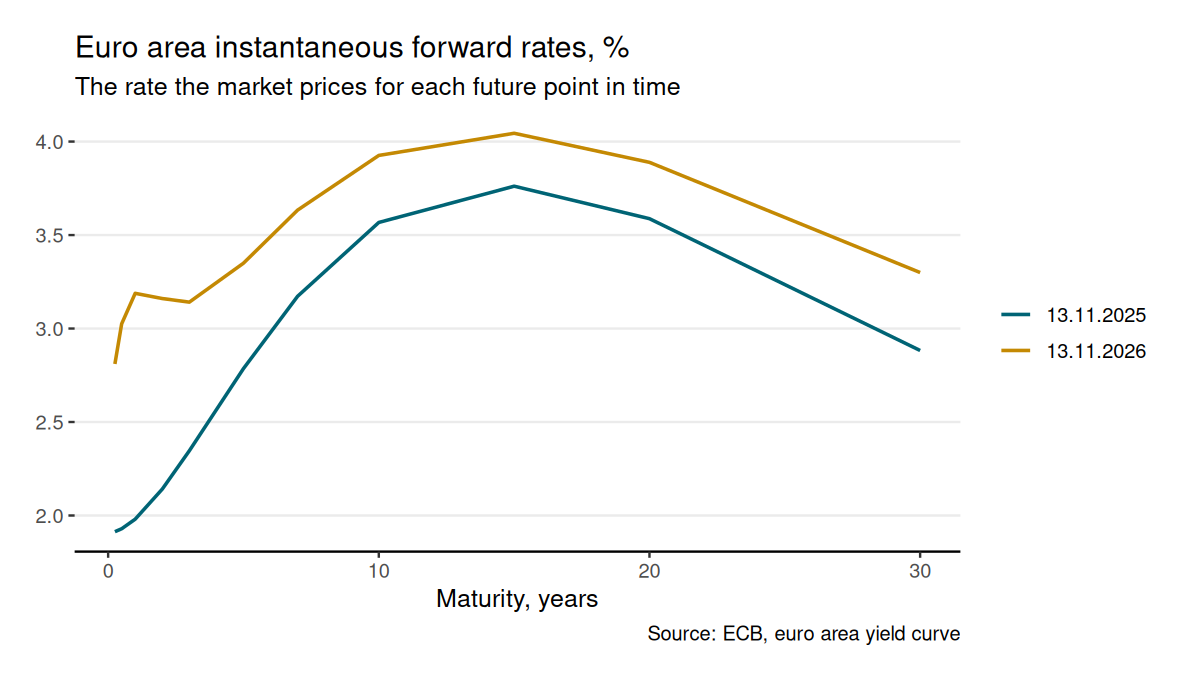 Euro area instantaneous forward rates, %
The rate the market prices for each future point in time
4.0
3.5
3.0
2.5
2.0
0 10 20 30
Maturity, years
13.11.2025
13.11.2026
Source: ECB, euro area yield curve